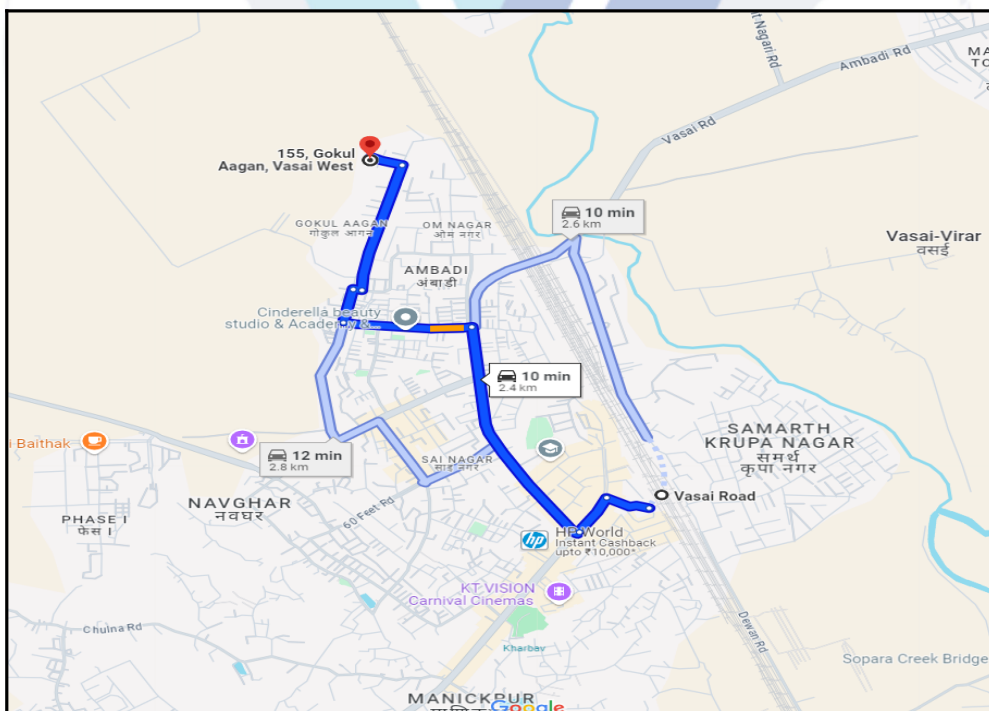 Ambadi Rd
Vasai Rd
155, Gokul
Aagan, Vasai West
GOKUL AAGAN
गोकुल आगन
OM NAGAR
ओम नगर
10 min
2.6 km
Vasai-Virar
वसई
AMBADI
अंबाडी
Cinderella beauty
studio & Academy &...
10 min
2.4 km
SAMARTH
KRUPA NAGAR
समर्थ
कृपा नगर
i Baithak
12 min
2.8 km
SAI NAGAR
साई नगर
NAVGHAR
नवघर
60 Feet Rd
Vasai Road
PHASE I
फेस I
hp
HP World
Instant Cashback
upto ₹10,000*
KT VISION
Carnival Cinemas
Chulna Rd
Dewan Rd
Kharbav
Sopara Creek Bridge
MANICKPUR
Google